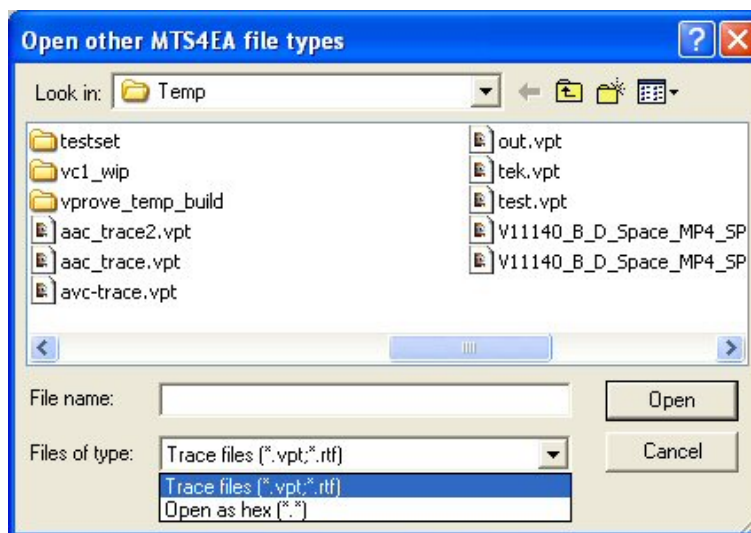 Open other MTS4EA file types
Look in: Temp
testset
vc1_wip
vprove_temp_build
aac_trace2.vpt
aac_trace.vpt
avc-trace.vpt
out.vpt
tek.vpt
test.vpt
V11140_B_D_Space_MP4_SP
V11140_B_D_Space_MP4_SP
File name:
Open
Files of type: Trace files (*.vpt;*.rtf)
Cancel
Trace files (*.vpt;*.rtf)
Open as hex (*.*)